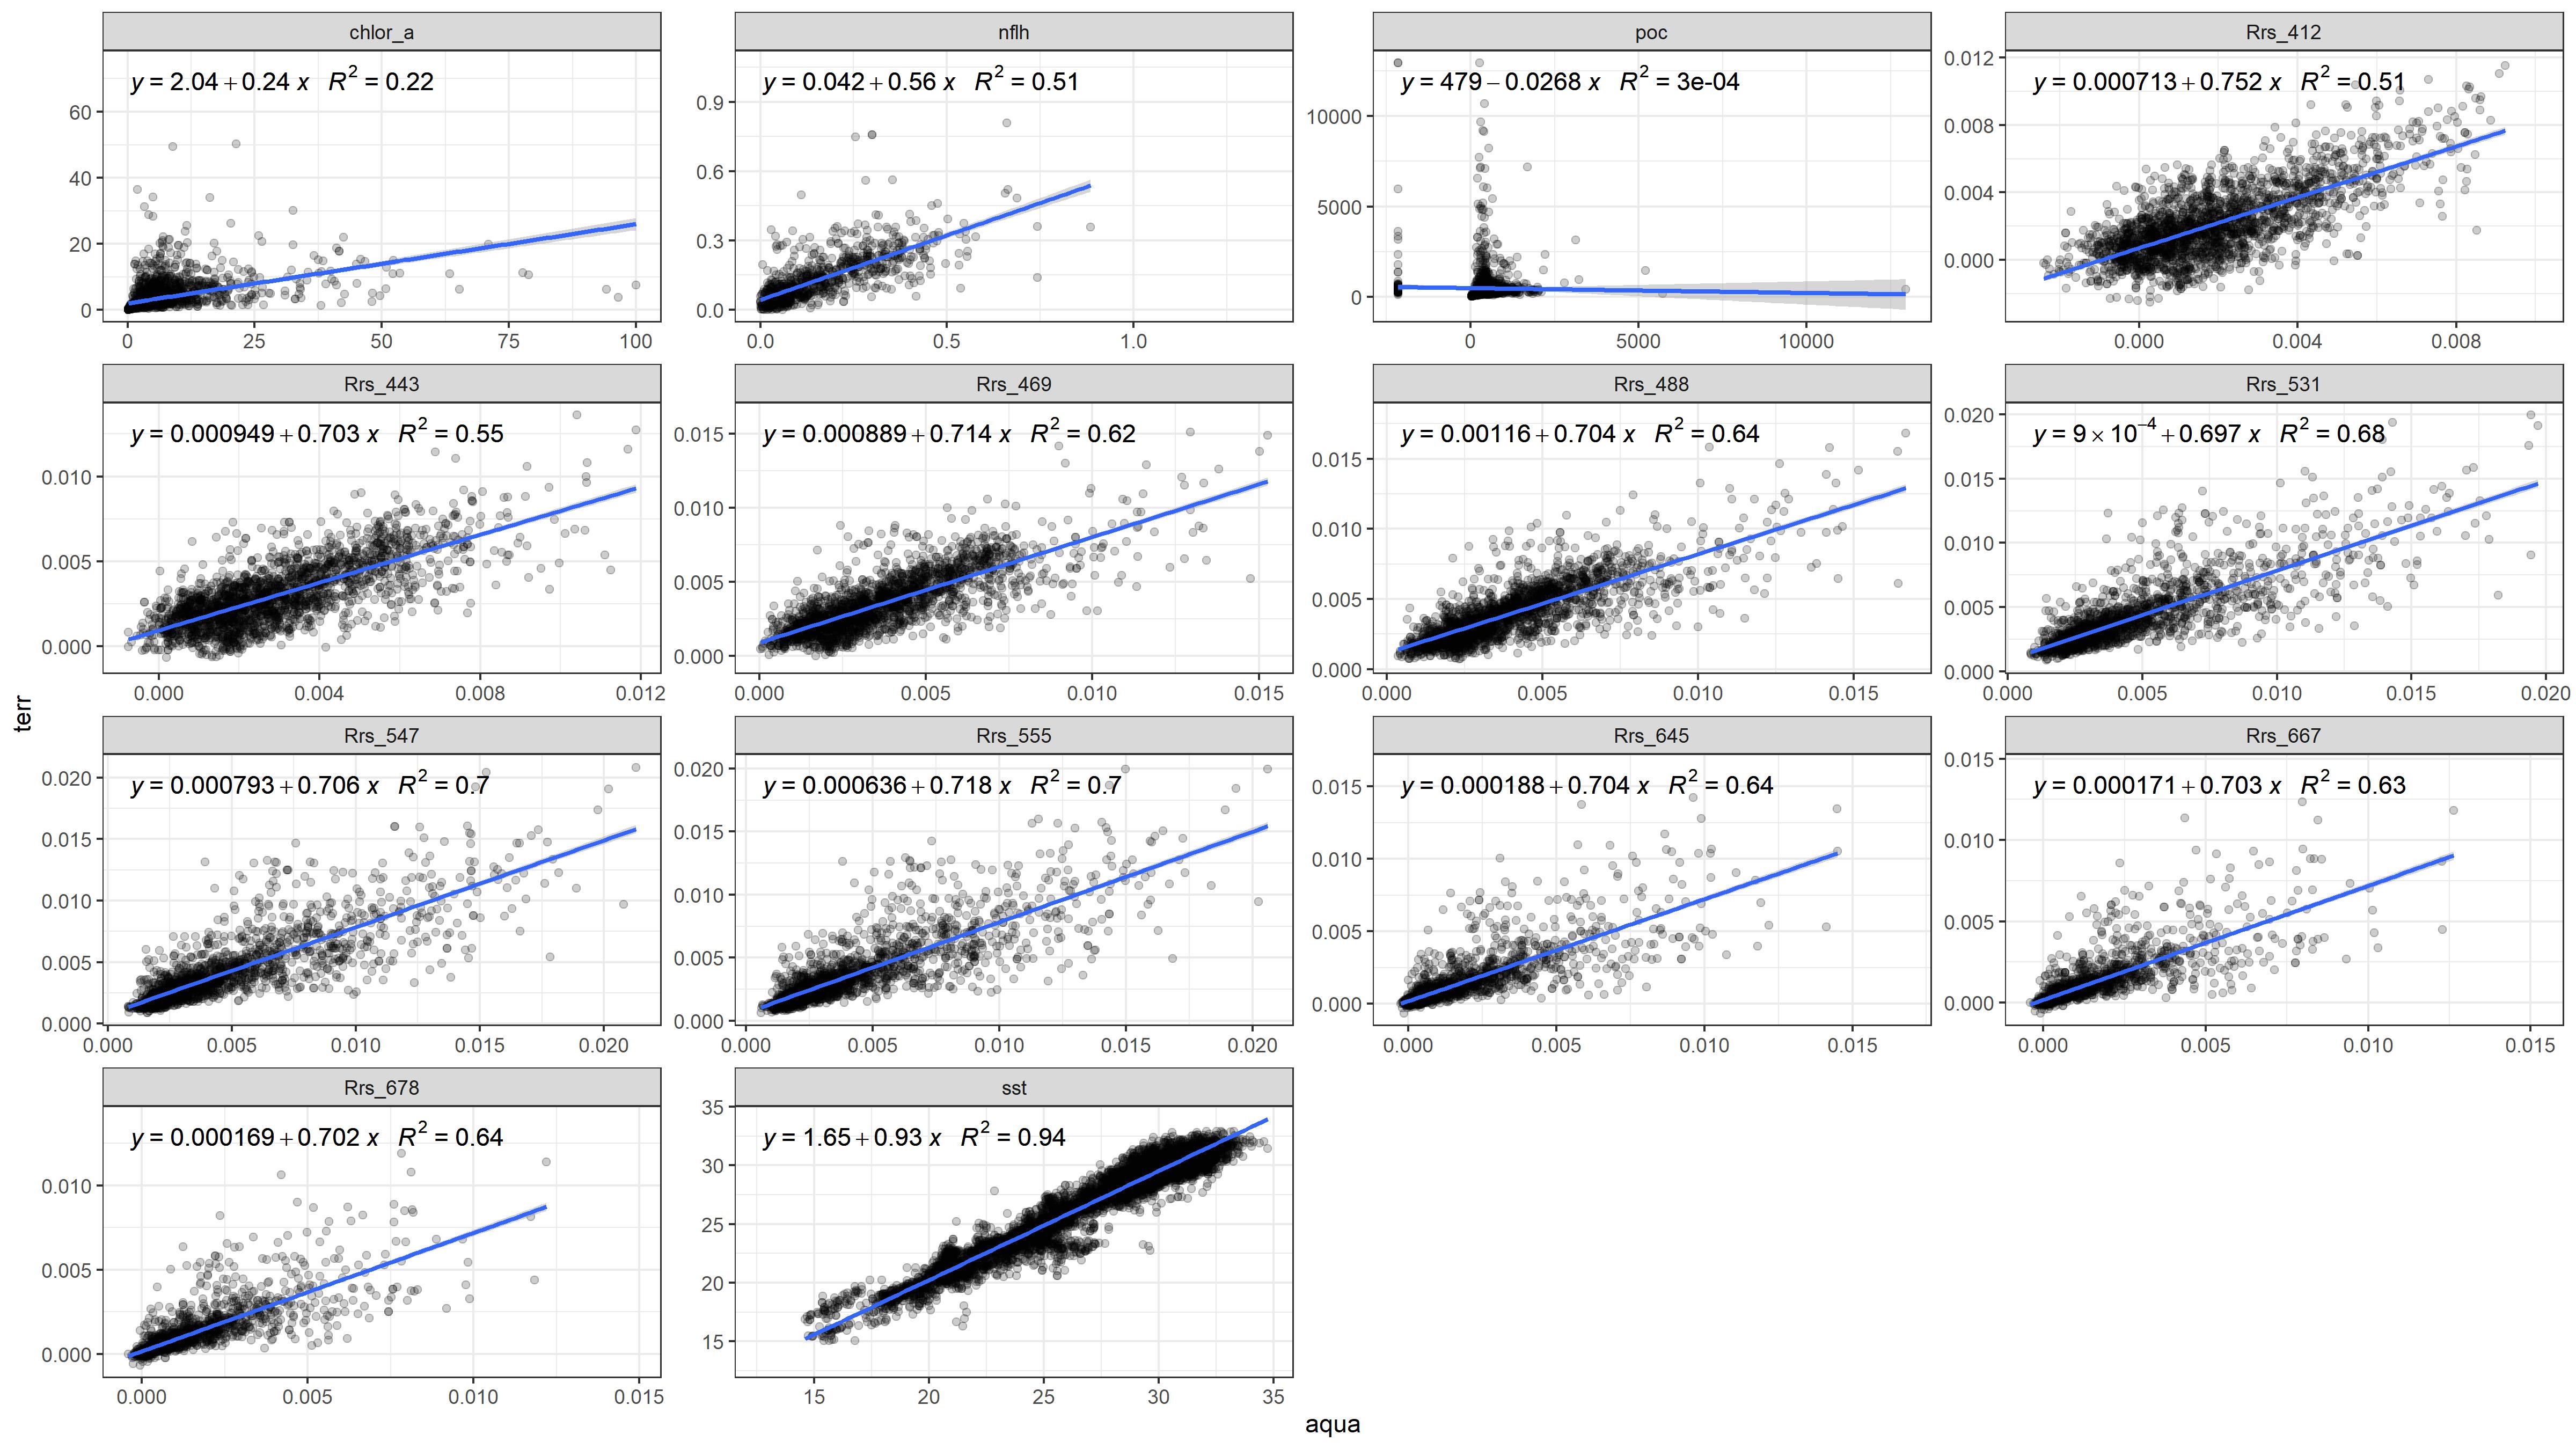 chlor_a
y = 2.04 + 0.24 x R² = 0.22
60
40
20
0
0 25 50 75 100
nflh
y = 0.042 + 0.56 x R² = 0.51
0.9
0.6
0.3
0.0
0.0 0.5 1.0
poc
y = 479 − 0.0268 x R² = 3e-04
10000
5000
0
0 5000 10000
Rrs_412
y = 0.000713 + 0.752 x R² = 0.51
0.012
0.008
0.004
0.000
0.000 0.004 0.008
Rrs_443
y = 0.000949 + 0.703 x R² = 0.55
0.010
0.005
0.000
0.000 0.004 0.008 0.012
Rrs_469
y = 0.000889 + 0.714 x R² = 0.62
0.015
0.010
0.005
0.000
0.000 0.005 0.010 0.015
Rrs_488
y = 0.00116 + 0.704 x R² = 0.64
0.015
0.010
0.005
0.000
0.000 0.005 0.010 0.015
Rrs_531
y = 9 × 10⁻⁴ + 0.697 x R² = 0.68
0.020
0.015
0.010
0.005
0.000
0.000 0.005 0.010 0.015 0.020
terr
Rrs_547
y = 0.000793 + 0.706 x R² = 0.7
0.020
0.015
0.010
0.005
0.000
0.000 0.005 0.010 0.015 0.020
Rrs_555
y = 0.000636 + 0.718 x R² = 0.7
0.020
0.015
0.010
0.005
0.000
0.000 0.005 0.010 0.015 0.020
Rrs_645
y = 0.000188 + 0.704 x R² = 0.64
0.015
0.010
0.005
0.000
0.000 0.005 0.010 0.015
Rrs_667
y = 0.000171 + 0.703 x R² = 0.63
0.015
0.010
0.005
0.000
0.000 0.005 0.010 0.015
Rrs_678
y = 0.000169 + 0.702 x R² = 0.64
0.010
0.005
0.000
0.000 0.005 0.010 0.015
sst
y = 1.65 + 0.93 x R² = 0.94
35
30
25
20
15
15 20 25 30 35
aqua